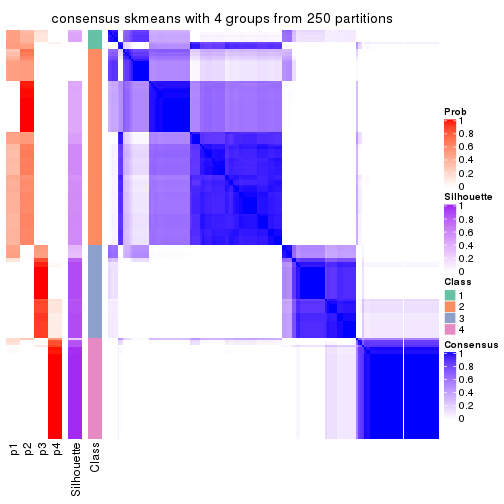 consensus skmeans with 4 groups from 250 partitions
Prob
1
0.8
0.6
0.4
0.2
0
Silhouette
1
0.8
0.6
0.4
0.2
0
Class
1
2
3
4
Consensus
1
0.8
0.6
0.4
0.2
0
p1
p2
p3
p4
Silhouette
Class